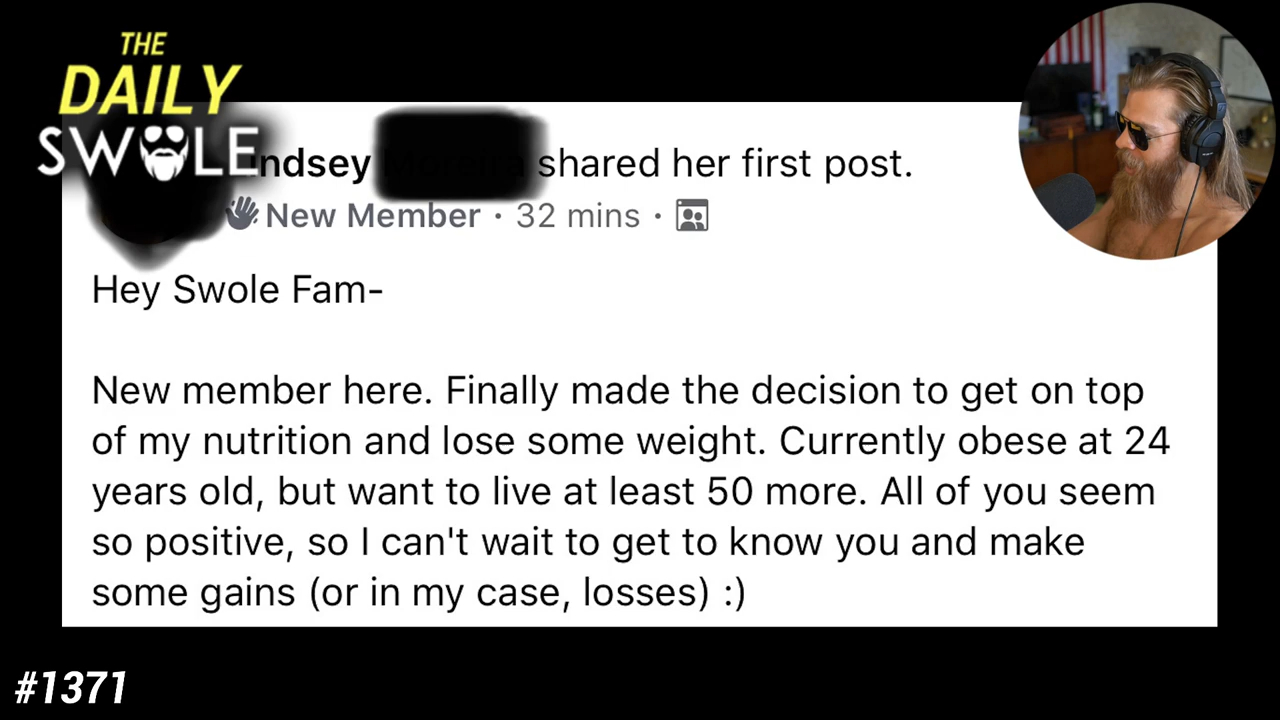 THE
DAILY
SWOLE
ndsey shared her first post.
New Member · 32 mins ·
Hey Swole Fam-
New member here. Finally made the decision to get on top
of my nutrition and lose some weight. Currently obese at 24
years old, but want to live at least 50 more. All of you seem
so positive, so I can't wait to get to know you and make
some gains (or in my case, losses) :)
#1371